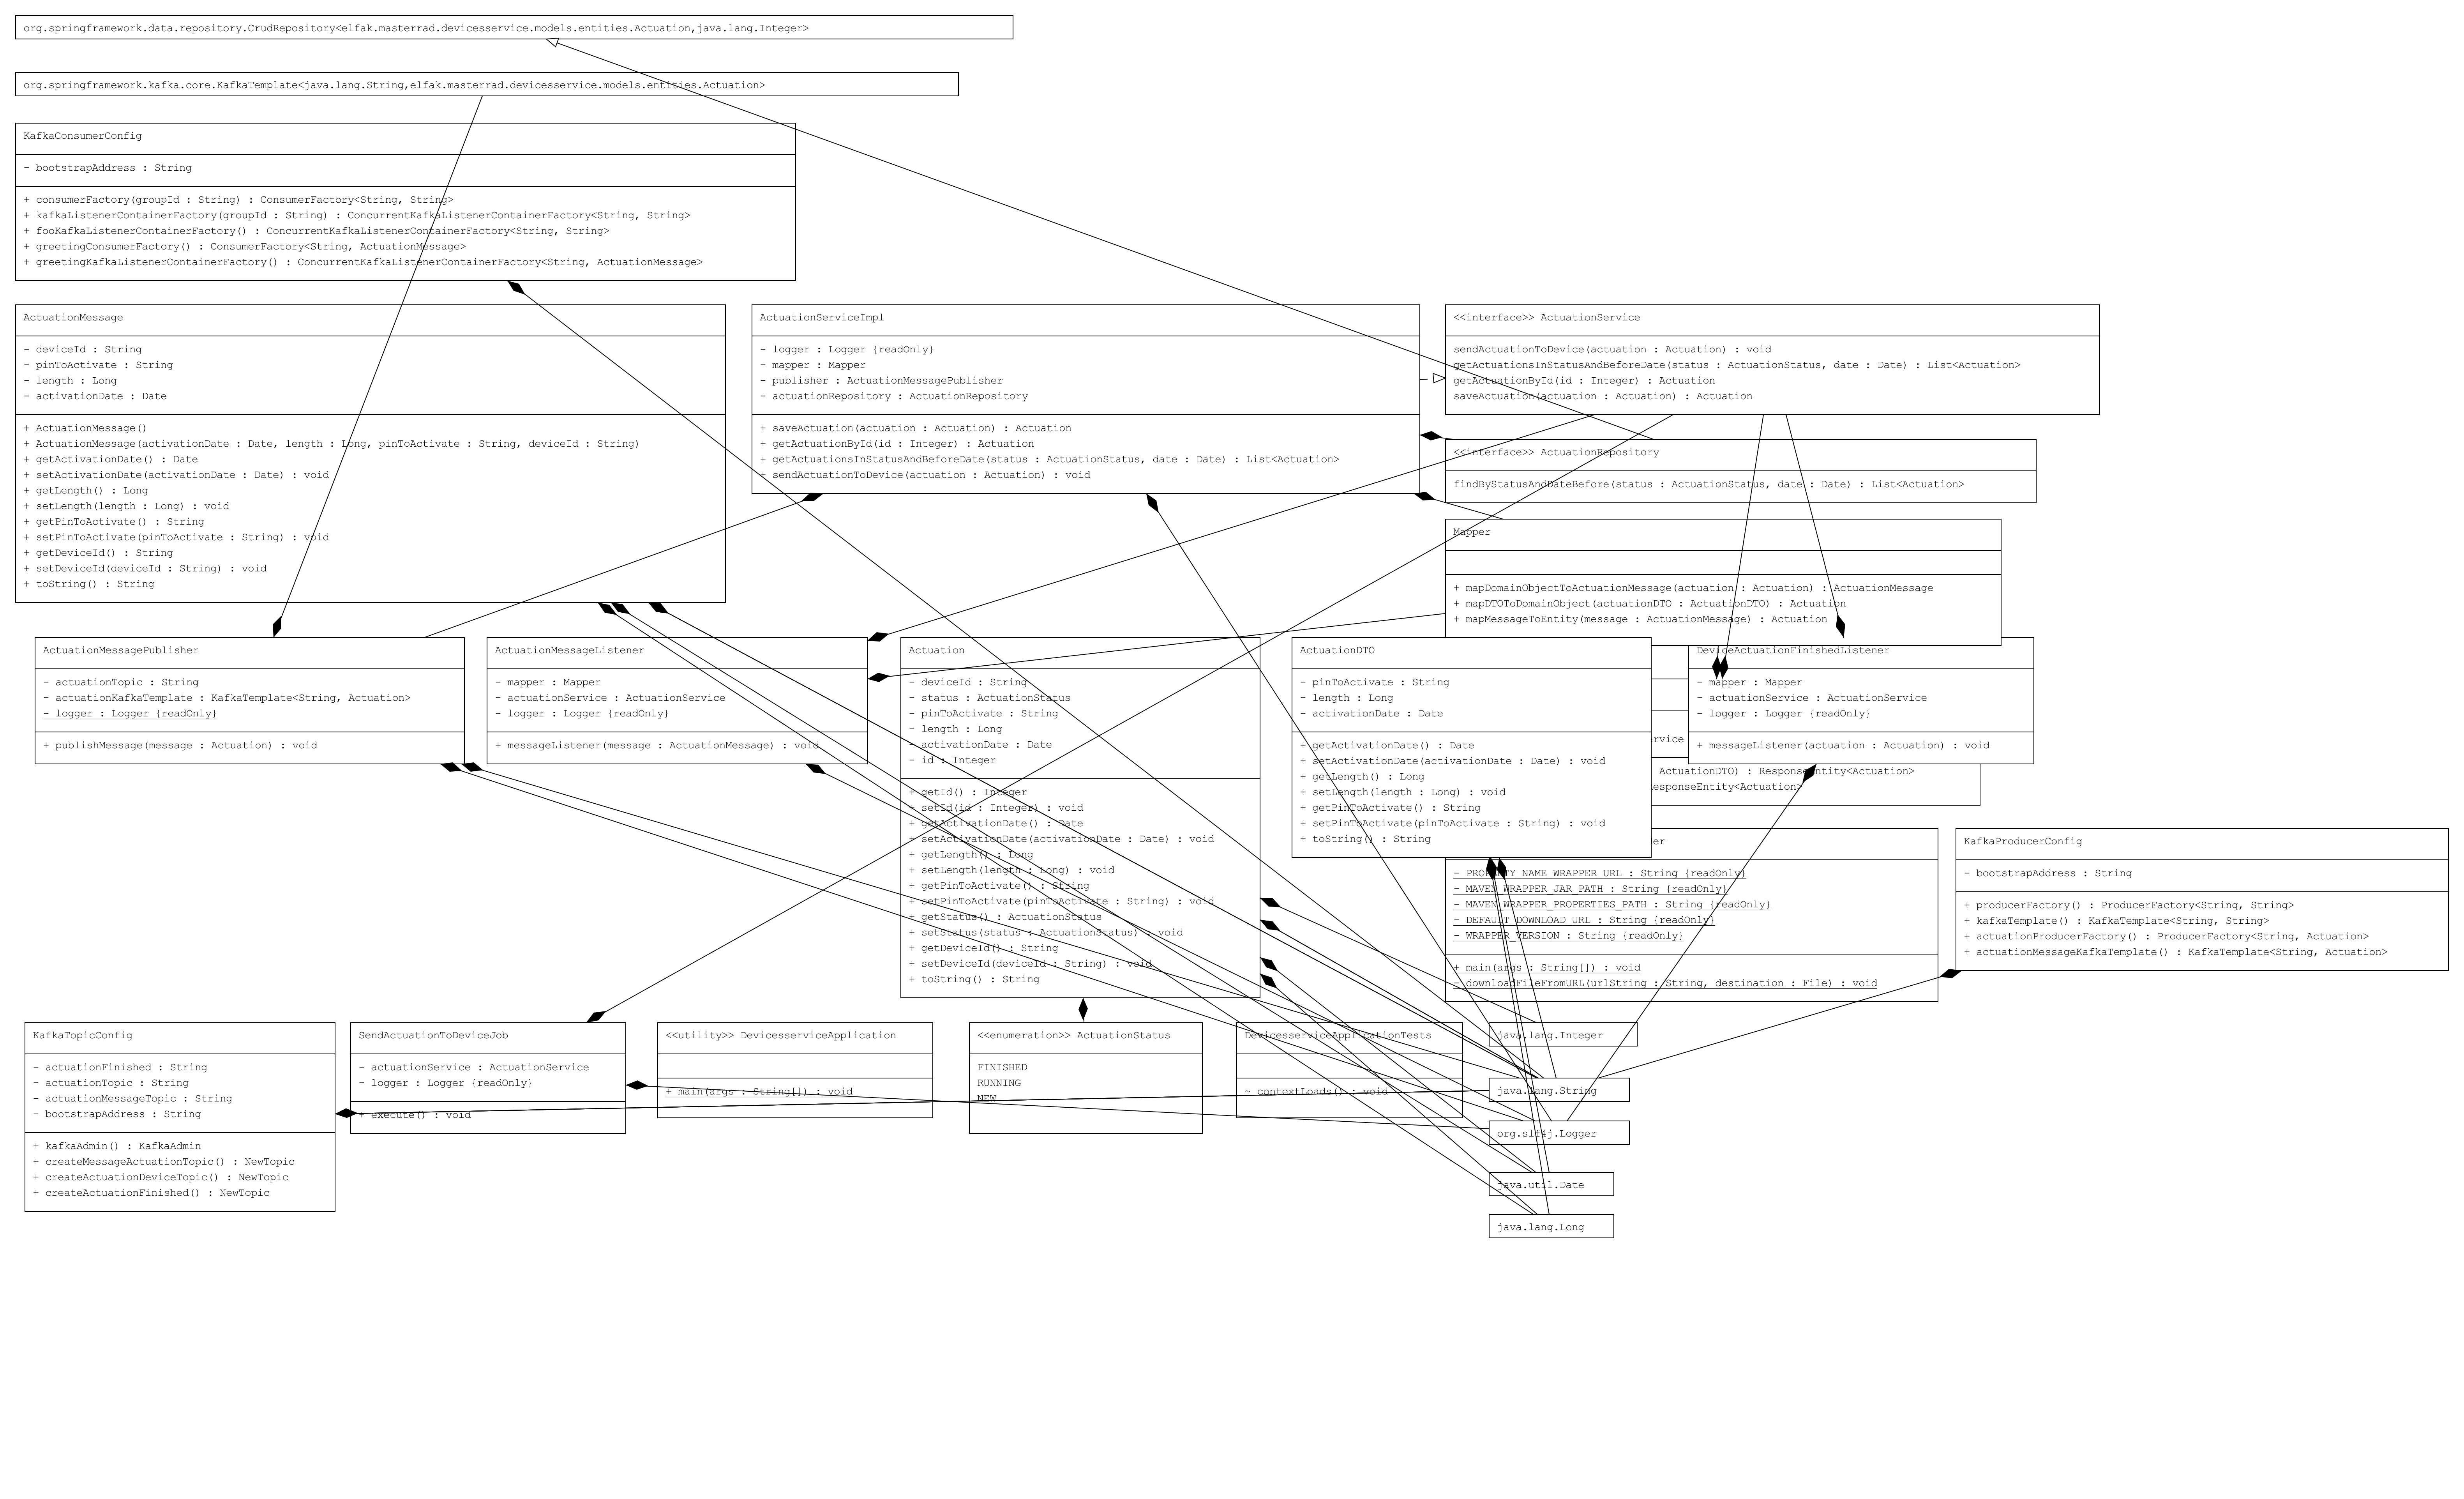 org.springframework.data.repository.CrudRepository<elfak.masterrad.devicesservice.models.entities.Actuation,java.lang.Integer>
org.springframework.kafka.core.KafkaTemplate<java.lang.String,elfak.masterrad.devicesservice.models.entities.Actuation>
KafkaConsumerConfig
- bootstrapAddress : String
+ consumerFactory(groupId : String) : ConsumerFactory<String, String>
+ kafkaListenerContainerFactory(groupId : String) : ConcurrentKafkaListenerContainerFactory<String, String>
+ fooKafkaListenerContainerFactory() : ConcurrentKafkaListenerContainerFactory<String, String>
+ greetingConsumerFactory() : ConsumerFactory<String, ActuationMessage>
+ greetingKafkaListenerContainerFactory() : ConcurrentKafkaListenerContainerFactory<String, ActuationMessage>
ActuationMessage
- deviceId : String
- pinToActivate : String
- length : Long
- activationDate : Date
+ ActuationMessage()
+ ActuationMessage(activationDate : Date, length : Long, pinToActivate : String, deviceId : String)
+ getActivationDate() : Date
+ setActivationDate(activationDate : Date) : void
+ getLength() : Long
+ setLength(length : Long) : void
+ getPinToActivate() : String
+ setPinToActivate(pinToActivate : String) : void
+ getDeviceId() : String
+ setDeviceId(deviceId : String) : void
+ toString() : String
ActuationServiceImpl
- logger : Logger {readOnly}
- mapper : Mapper
- publisher : ActuationMessagePublisher
- actuationRepository : ActuationRepository
+ saveActuation(actuation : Actuation) : Actuation
+ getActuationById(id : Integer) : Actuation
+ getActuationsInStatusAndBeforeDate(status : ActuationStatus, date : Date) : List<Actuation>
+ sendActuationToDevice(actuation : Actuation) : void
<<interface>> ActuationService
sendActuationToDevice(actuation : Actuation) : void
getActuationsInStatusAndBeforeDate(status : ActuationStatus, date : Date) : List<Actuation>
getActuationById(id : Integer) : Actuation
saveActuation(actuation : Actuation) : Actuation
<<interface>> ActuationRepository
findByStatusAndDateBefore(status : ActuationStatus, date : Date) : List<Actuation>
Mapper
+ mapDomainObjectToActuationMessage(actuation : Actuation) : ActuationMessage
+ mapDTOToDomainObject(actuationDTO : ActuationDTO) : Actuation
+ mapMessageToEntity(message : ActuationMessage) : Actuation
ActuationMessagePublisher
- actuationTopic : String
- actuationKafkaTemplate : KafkaTemplate<String, Actuation>
- logger : Logger {readOnly}
+ publishMessage(message : Actuation) : void
ActuationMessageListener
- mapper : Mapper
- actuationService : ActuationService
- logger : Logger {readOnly}
+ messageListener(message : ActuationMessage) : void
Actuation
- deviceId : String
- status : ActuationStatus
- pinToActivate : String
- length : Long
- activationDate : Date
- id : Integer
+ getId() : Integer
+ setId(id : Integer) : void
+ getActivationDate() : Date
+ setActivationDate(activationDate : Date) : void
+ getLength() : Long
+ setLength(length : Long) : void
+ getPinToActivate() : String
+ setPinToActivate(pinToActivate : String) : void
+ getStatus() : ActuationStatus
+ setStatus(status : ActuationStatus) : void
+ getDeviceId() : String
+ setDeviceId(deviceId : String) : void
+ toString() : String
ActuationDTO
- pinToActivate : String
- length : Long
- activationDate : Date
+ getActivationDate() : Date
+ setActivationDate(activationDate : Date) : void
+ getLength() : Long
+ setLength(length : Long) : void
+ getPinToActivate() : String
+ setPinToActivate(pinToActivate : String) : void
+ toString() : String
DeviceActuationFinishedListener
- mapper : Mapper
- actuationService : ActuationService
- logger : Logger {readOnly}
+ messageListener(actuation : Actuation) : void
ActuationDTO) : ResponseEntity<Actuation>
- PROPERTY_NAME_WRAPPER_URL : String {readOnly}
- MAVEN_WRAPPER_JAR_PATH : String {readOnly}
- MAVEN_WRAPPER_PROPERTIES_PATH : String {readOnly}
- DEFAULT_DOWNLOAD_URL : String {readOnly}
- WRAPPER_VERSION : String {readOnly}
+ main(args : String[]) : void
- downloadFileFromURL(urlString : String, destination : File) : void
KafkaProducerConfig
- bootstrapAddress : String
+ producerFactory() : ProducerFactory<String, String>
+ kafkaTemplate() : KafkaTemplate<String, String>
+ actuationProducerFactory() : ProducerFactory<String, Actuation>
+ actuationMessageKafkaTemplate() : KafkaTemplate<String, Actuation>
KafkaTopicConfig
- actuationFinished : String
- actuationTopic : String
- actuationMessageTopic : String
- bootstrapAddress : String
+ kafkaAdmin() : KafkaAdmin
+ createMessageActuationTopic() : NewTopic
+ createActuationDeviceTopic() : NewTopic
+ createActuationFinished() : NewTopic
SendActuationToDeviceJob
- actuationService : ActuationService
- logger : Logger {readOnly}
+ execute() : void
<<utility>> DevicesserviceApplication
+ main(args : String[]) : void
<<enumeration>> ActuationStatus
FINISHED
RUNNING
NEW
DevicesserviceApplicationTests
~ contextLoads() : void
java.lang.Integer
java.lang.String
org.slf4j.Logger
java.util.Date
java.lang.Long